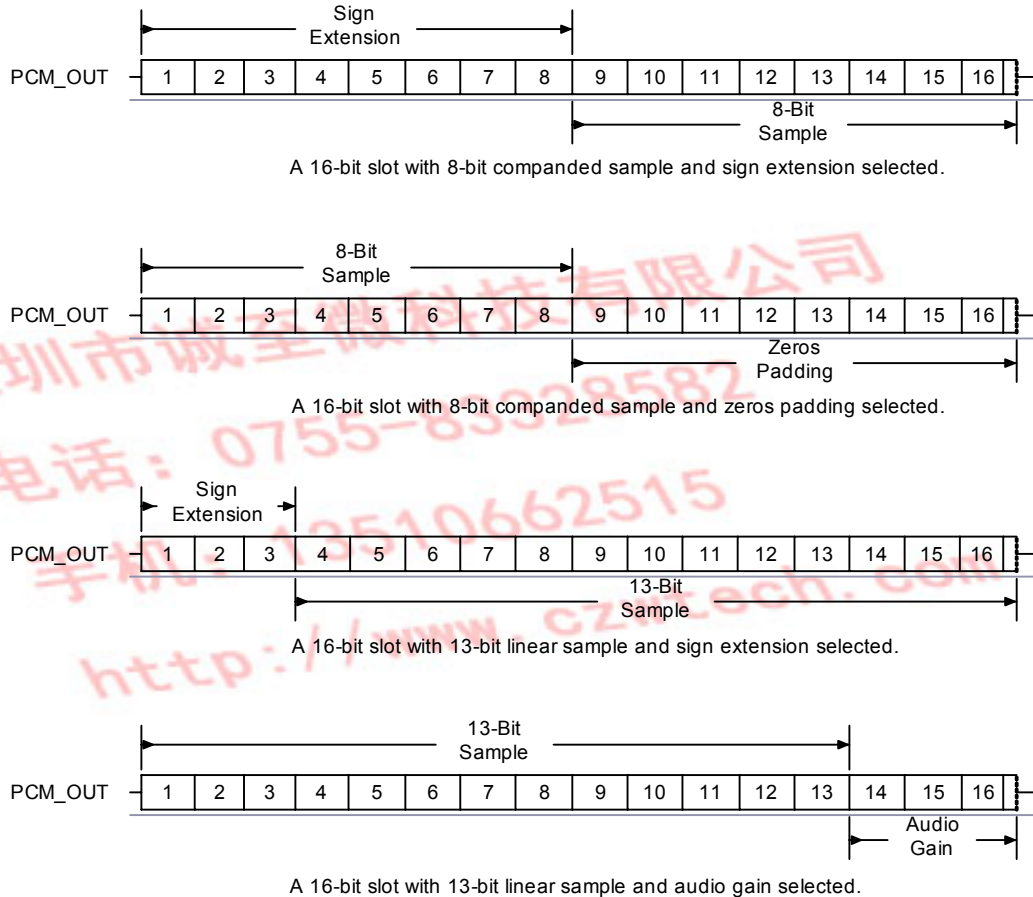 Sign
Extension
PCM_OUT 1 2 3 4 5 6 7 8 9 10 11 12 13 14 15 16
8-Bit
Sample
A 16-bit slot with 8-bit companded sample and sign extension selected.
8-Bit
Sample
PCM_OUT 1 2 3 4 5 6 7 8 9 10 11 12 13 14 15 16
Zeros
Padding
A 16-bit slot with 8-bit companded sample and zeros padding selected.
Sign
Extension
PCM_OUT 1 2 3 4 5 6 7 8 9 10 11 12 13 14 15 16
13-Bit
Sample
A 16-bit slot with 13-bit linear sample and sign extension selected.
13-Bit
Sample
PCM_OUT 1 2 3 4 5 6 7 8 9 10 11 12 13 14 15 16
Audio
Gain
A 16-bit slot with 13-bit linear sample and audio gain selected.
圳市诚至微科技有限公司
电话：0755-83328582
手机：13510662515
http://www.czwtech.com